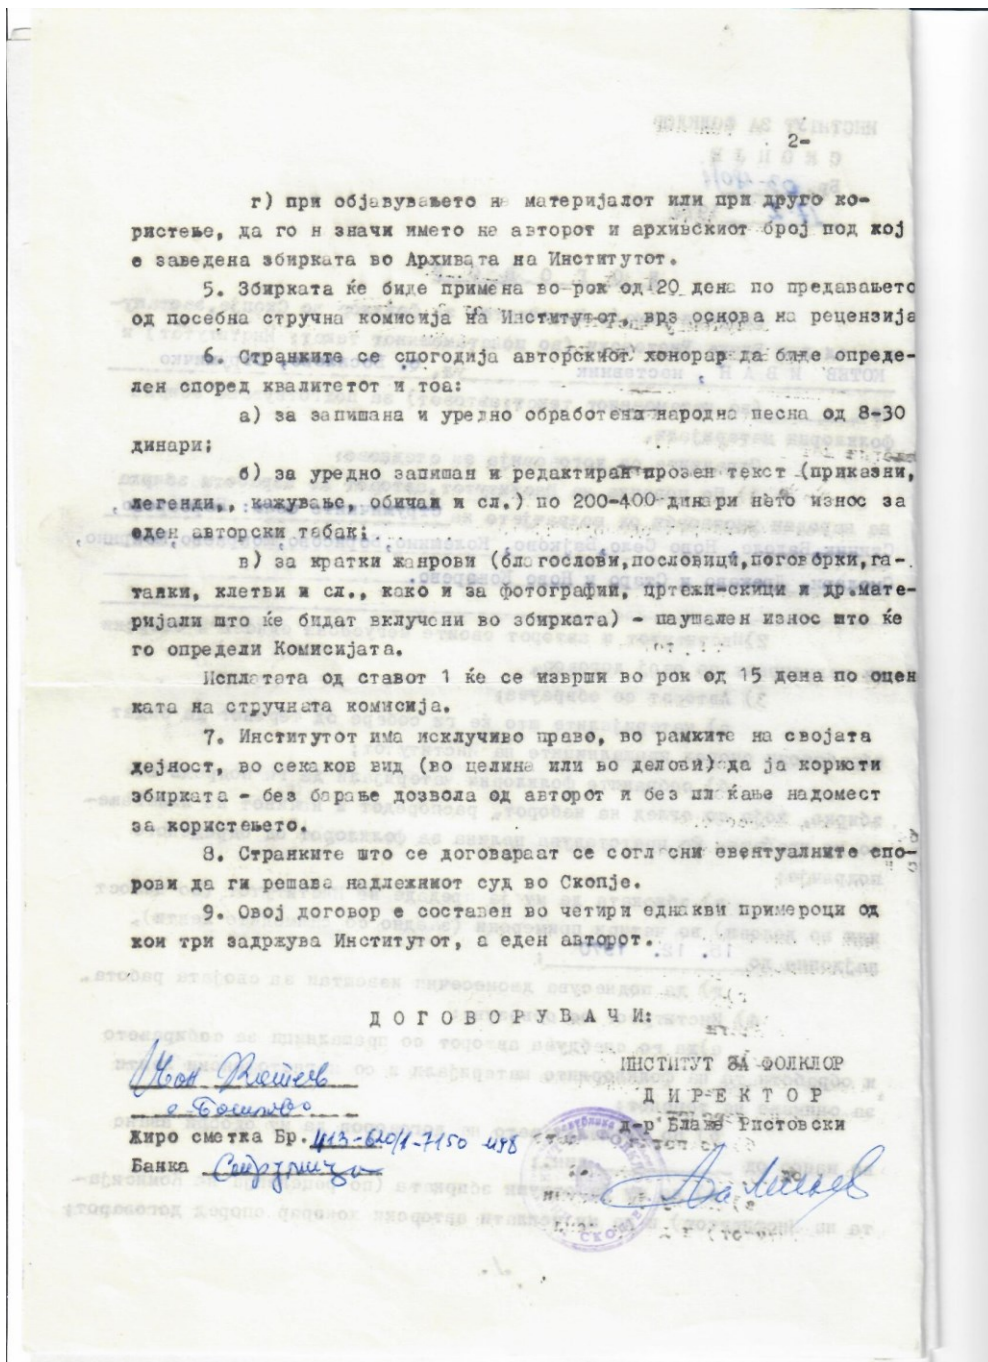 2-
г) при објавувањето на материјалот или при друго ко-
ристење, да го н значи името на авторот и архивскиот број под кој
е заведена збирката во Архивата на Институтот.
5. Збирката ќе биде примена во рок од 20 дена по предавањето
од посебна стручна комисија на Институтот, врз основа на рецензија
6. Странките се спогодија авторскиот хонорар да биде опреде-
лен според квалитетот и тоа:
а) за запишана и уредно обработена народна песна од 8-30
динари;
б) за уредно запишан и редактиран прозен текст (приказни,
легенди,, кажување, обичаи и сл.) по 200-400 динари нето износ за
еден авторски табак;
в) за кратки жанрови (благослови,пословици,поговорки,га-
танки, клетви и сл., како и за фотографии, цртежи-скици и др.мате-
ријали што ќе бидат вклучени во збирката) - паушален износ што ќе
го определи Комисијата.
Исплатата од ставот 1 ќе се изврши во рок од 15 дена по оцен
ката на стручната комисија.
7. Институтот има исклучиво право, во рамките на својата
дејност, во секаков вид (во целина или во делови) да ја користи
збирката - без барање дозвола од авторот и без плаќање надомест
за користењето.
8. Странките што се договараат се согласни евентуалните спо-
рови да ги решава надлежниот суд во Скопје.
9. Овој договор е составен во четири еднакви примероци од
кои три задржува Институтот, а еден авторот.
Д О Г О В О Р У В А Ч И:
ИНСТИТУТ ЗА ФОЛКЛОР
Д И Р Е К Т О Р
д-р Блаже Ристовски
Котев
Жиро сметка Бр. 413-620/1-7150
Банка Струмица
СКОПЈЕ